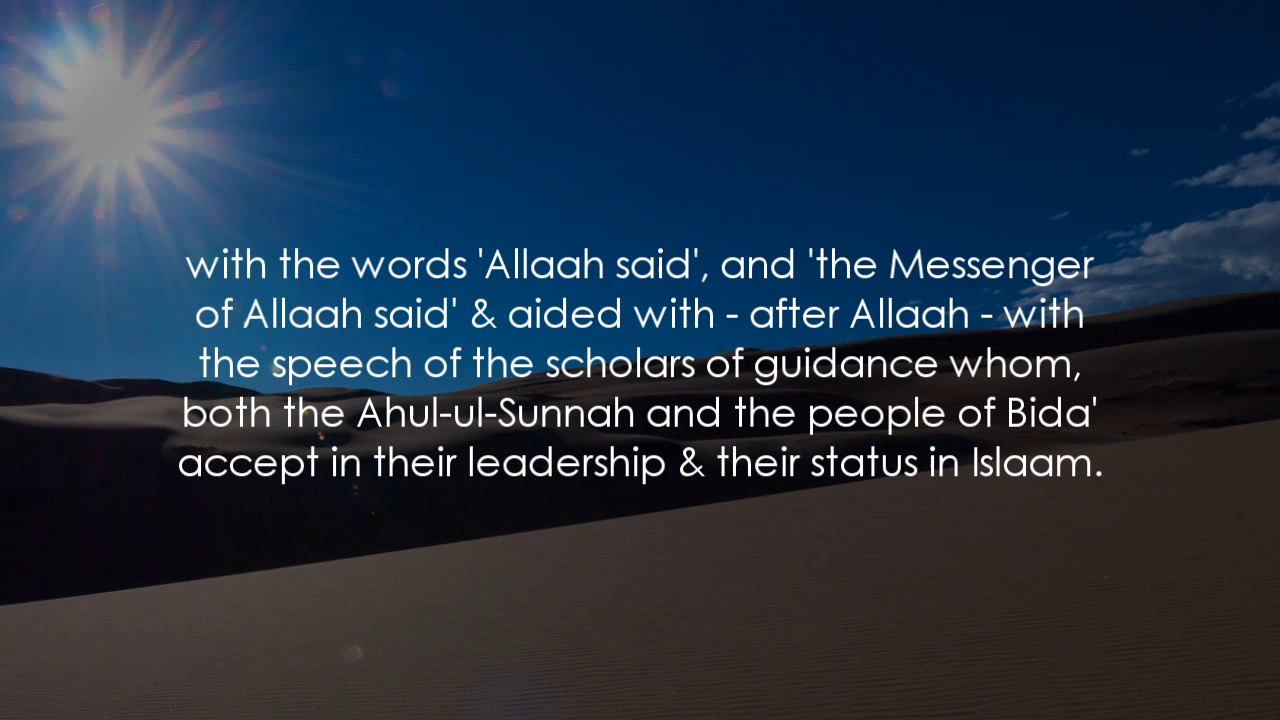 with the words 'Allaah said', and 'the Messenger
of Allaah said' & aided with - after Allaah - with
the speech of the scholars of guidance whom,
both the Ahul-ul-Sunnah and the people of Bida'
accept in their leadership & their status in Islaam.